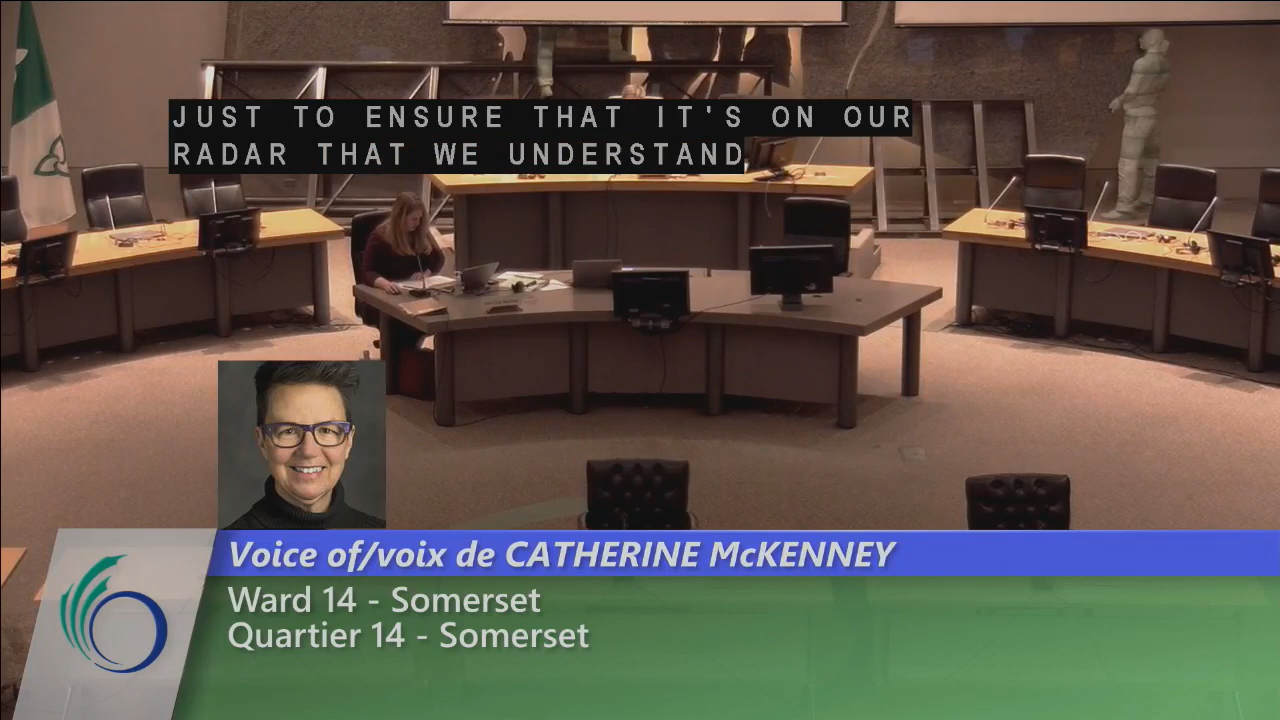 JUST TO ENSURE THAT IT'S ON OUR
RADAR THAT WE UNDERSTAND
Voice of/voix de CATHERINE McKENNEY
Ward 14 - Somerset
Quartier 14 - Somerset